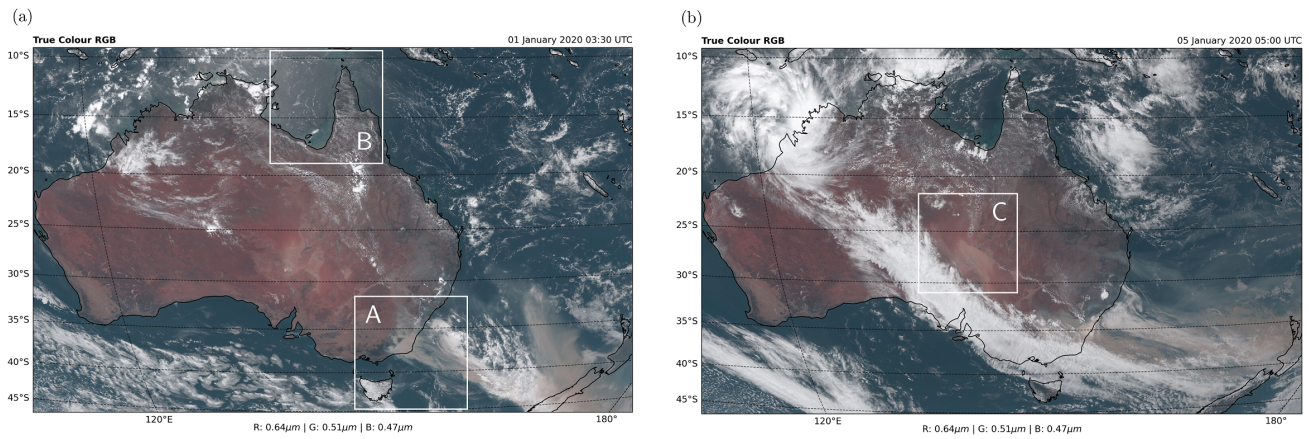 (a)
True Colour RGB 01 January 2020 03:30 UTC
10°S
15°S
20°S
25°S
30°S
35°S
40°S
45°S
B
A
120°E 180°
R: 0.64μm | G: 0.51μm | B: 0.47μm
(b)
True Colour RGB 05 January 2020 05:00 UTC
10°S
15°S
20°S
25°S
30°S
35°S
40°S
45°S
C
120°E 180°
R: 0.64μm | G: 0.51μm | B: 0.47μm